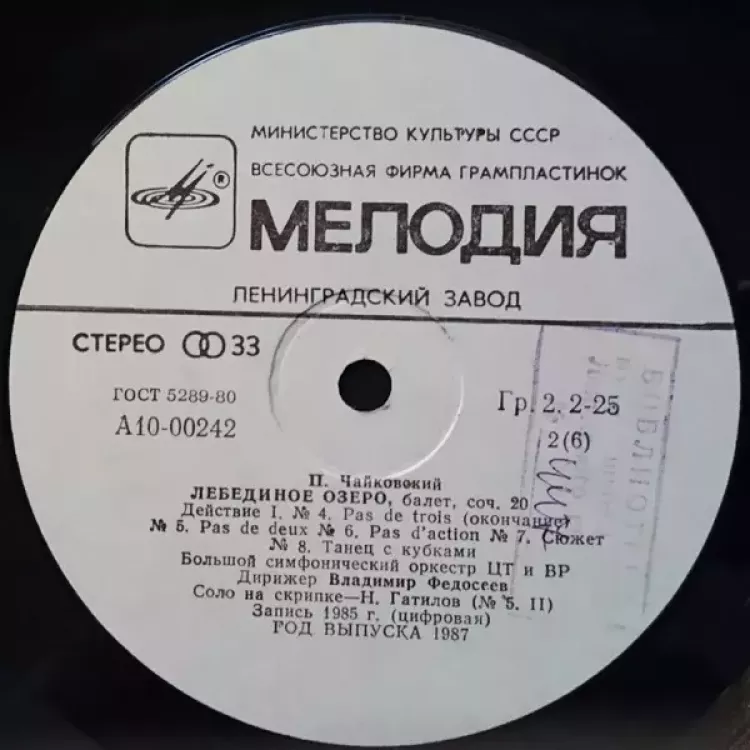 МИНИСТЕРСТВО КУЛЬТУРЫ СССР
ВСЕСОЮЗНАЯ ФИРМА ГРАМПЛАСТИНОК
®
МЕЛОДИЯ
ЛЕНИНГРАДСКИЙ ЗАВОД
СТЕРЕО 33
ГОСТ 5289-80
Гр. 2. 2-25
А10-00242
2(6)
П. Чайковский
ЛЕБЕДИНОЕ ОЗЕРО, балет, соч. 20
Действие I. № 4. Pas de trois (окончание)
№ 5. Pas de deux № 6. Pas d'action № 7. Сюжет
№ 8. Танец с кубками
Большой симфонический оркестр ЦТ и ВР
Дирижер Владимир Федосеев
Соло на скрипке—Н. Гатилов (№ 5. II)
Запись 1985 г. (цифровая)
ГОД ВЫПУСКА 1987
БИБЛИОТЕ